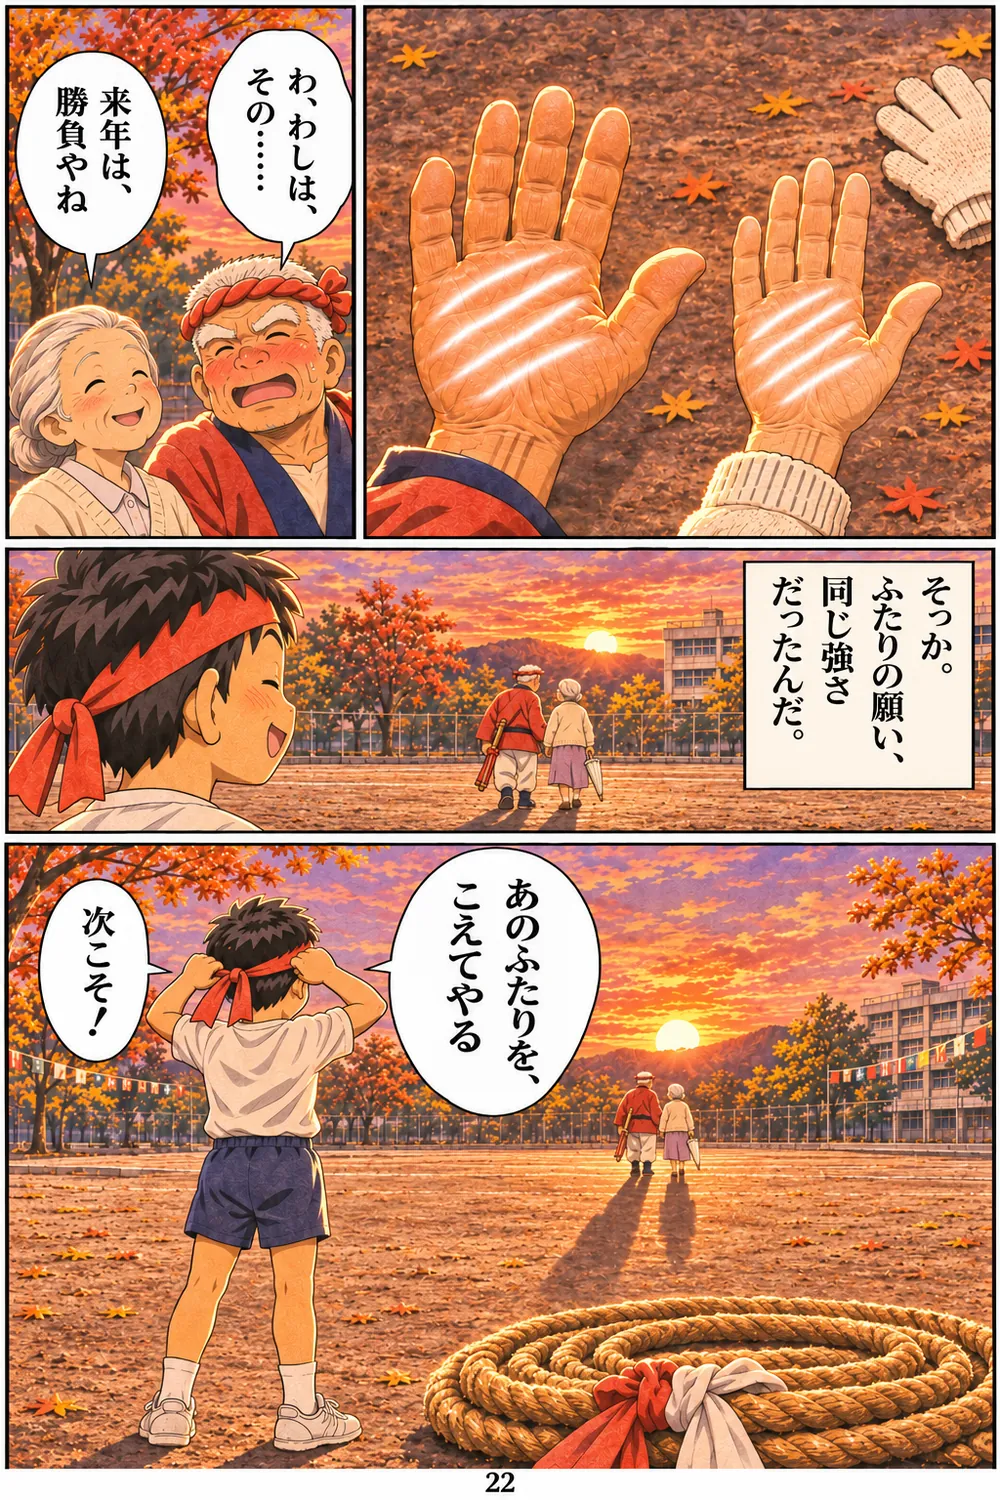 わ、わしは、
その……
来年は、
勝負やね
そっか。
ふたりの願い、
同じ強さ
だったんだ。
あのふたりを、
こえてやる
次こそ！
22